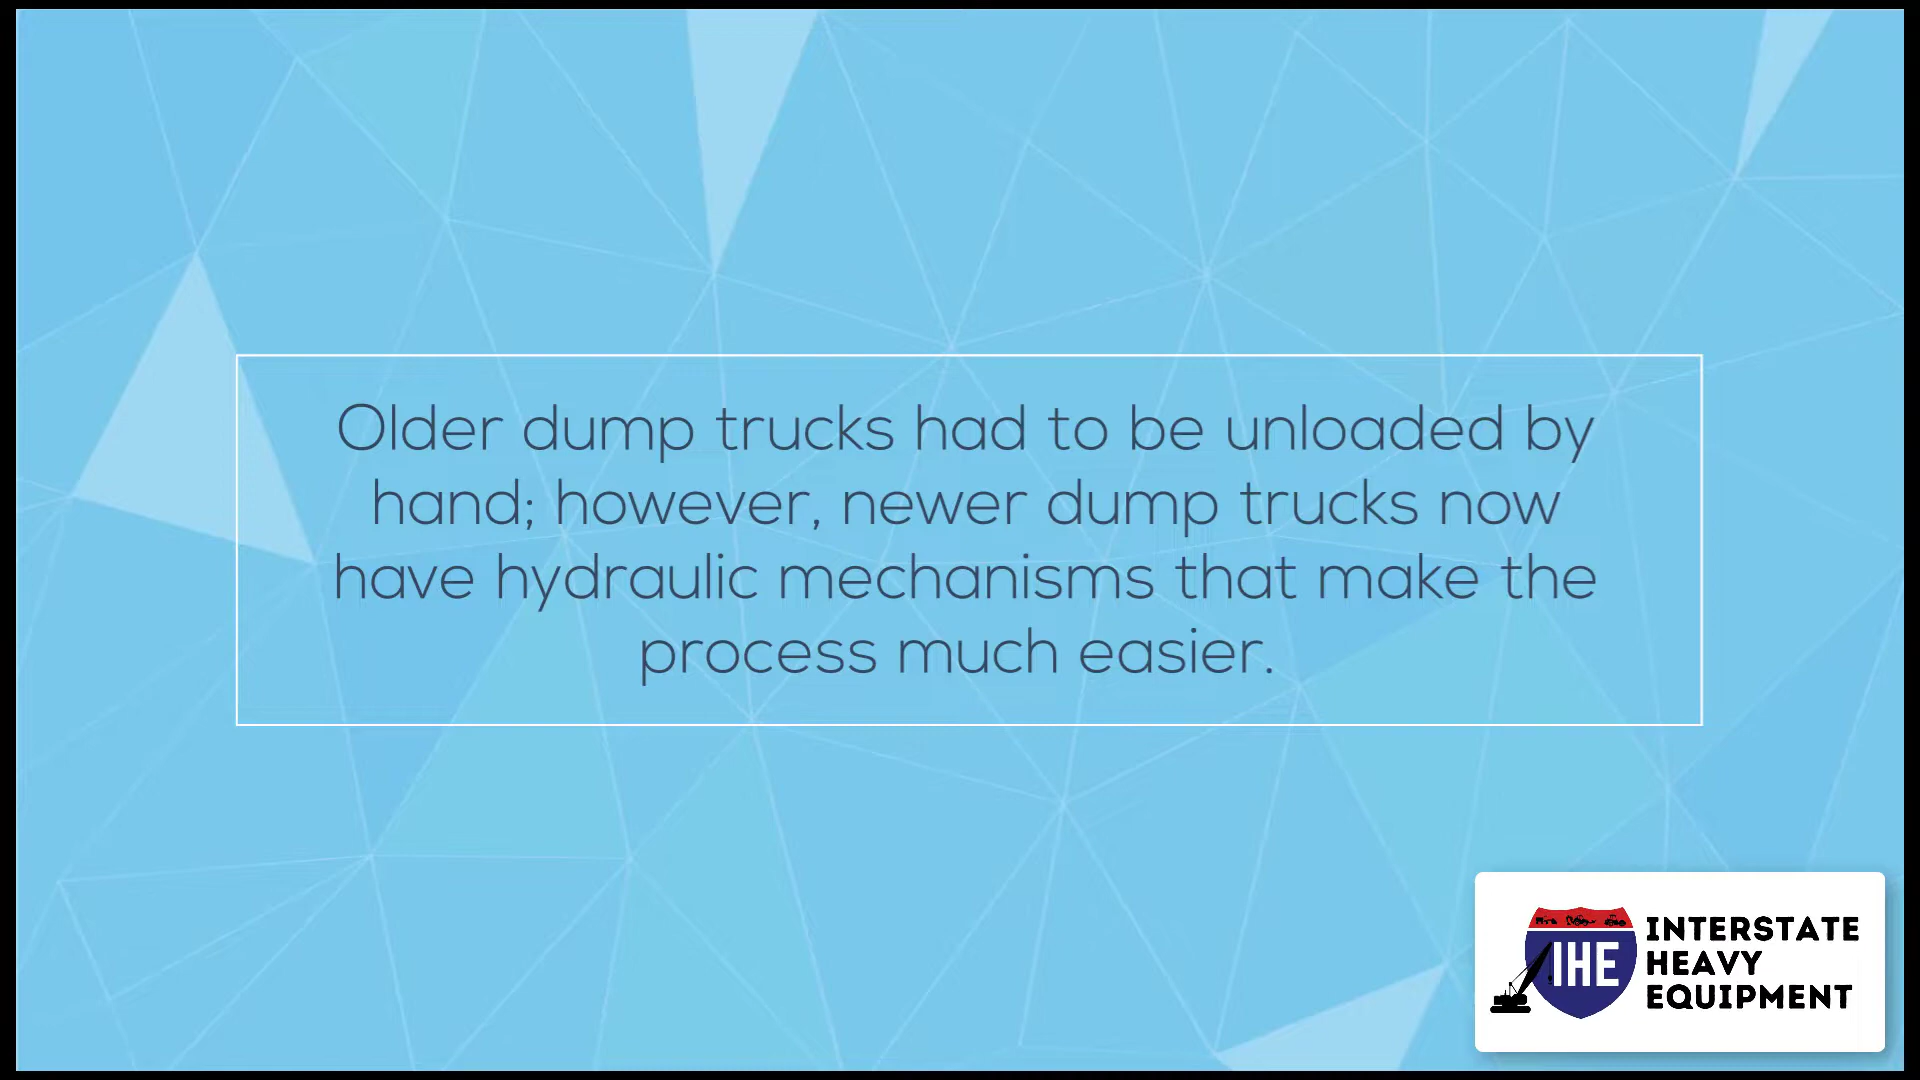 Older dump trucks had to be unloaded by
hand; however, newer dump trucks now
have hydraulic mechanisms that make the
process much easier.
IHE
INTERSTATE
HEAVY
EQUIPMENT